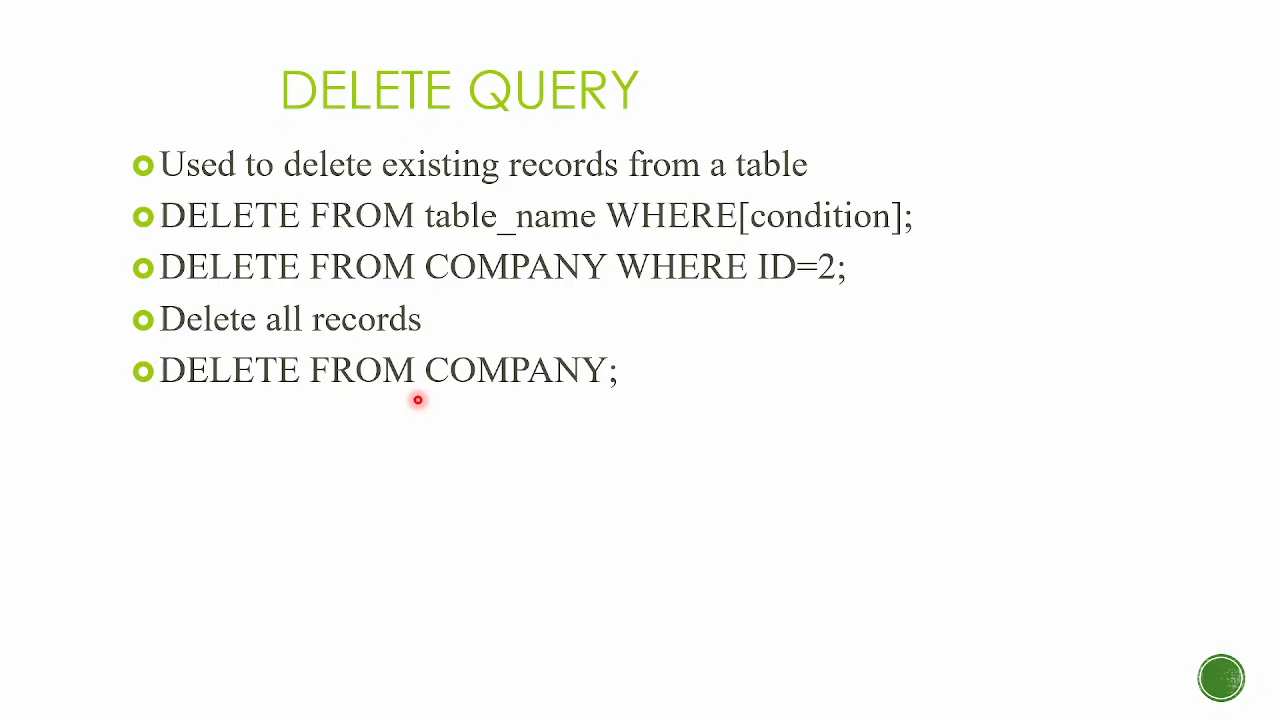 DELETE QUERY
Used to delete existing records from a table
DELETE FROM table_name WHERE[condition];
DELETE FROM COMPANY WHERE ID=2;
Delete all records
DELETE FROM COMPANY;